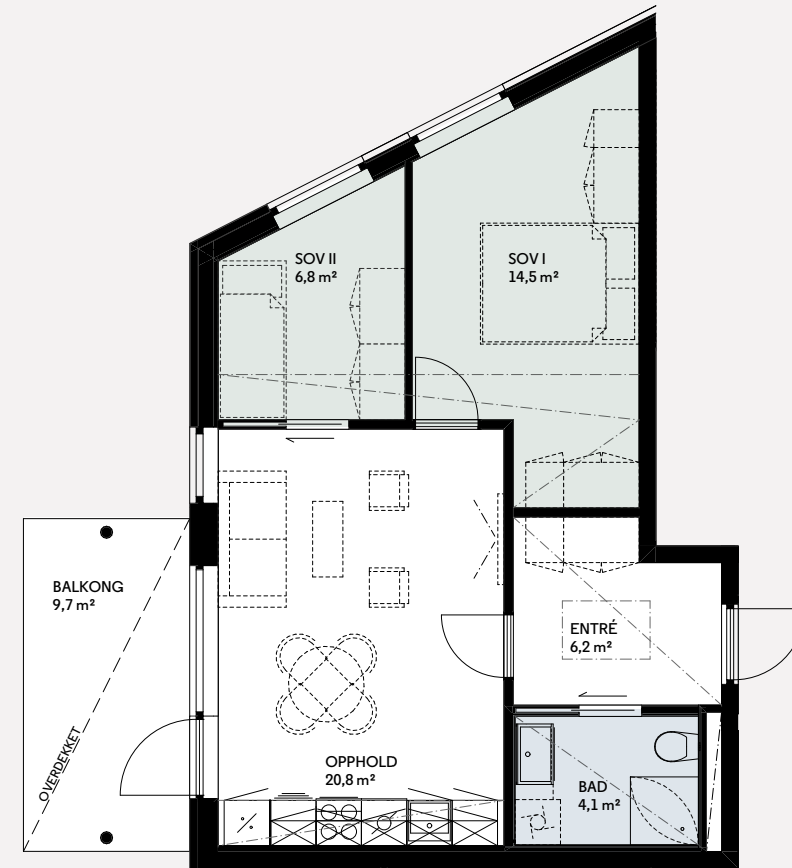 SOV II
6,8 m²
SOV I
14,5 m²
BALKONG
9,7 m²
ENTRÉ
6,2 m²
OVERDEKKET
OPPHOLD
20,8 m²
BAD
4,1 m²